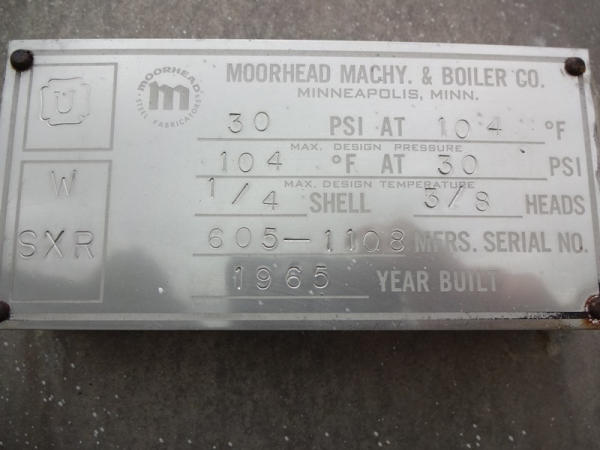 U
W
SXR
MOORHEAD
m
STEEL FABRICATORS
MOORHEAD MACHY. & BOILER CO.
MINNEAPOLIS, MINN.
30 PSI AT 104 °F
MAX. DESIGN PRESSURE
104 °F AT 30 PSI
MAX. DESIGN TEMPERATURE
1/4 SHELL 3/8 HEADS
605-1108 MFRS. SERIAL NO.
1965 YEAR BUILT